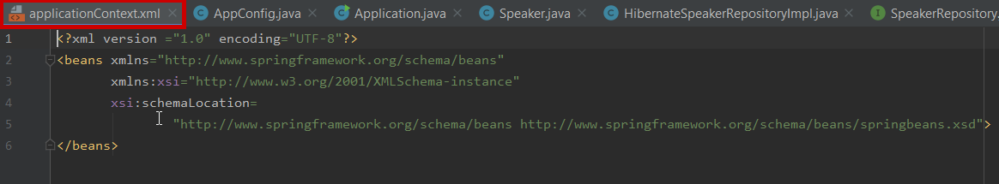 applicationContext.xml × AppConfig.java × Application.java × Speaker.java × HibernateSpeakerRepositoryImpl.java × SpeakerRepository.
1 <?xml version ="1.0" encoding="UTF-8"?>
2 <beans xmlns="http://www.springframework.org/schema/beans"
3 xmlns:xsi="http://www.w3.org/2001/XMLSchema-instance"
4 xsi:schemaLocation=
5 "http://www.springframework.org/schema/beans http://www.springframework.org/schema/beans/springbeans.xsd">
6 </beans>